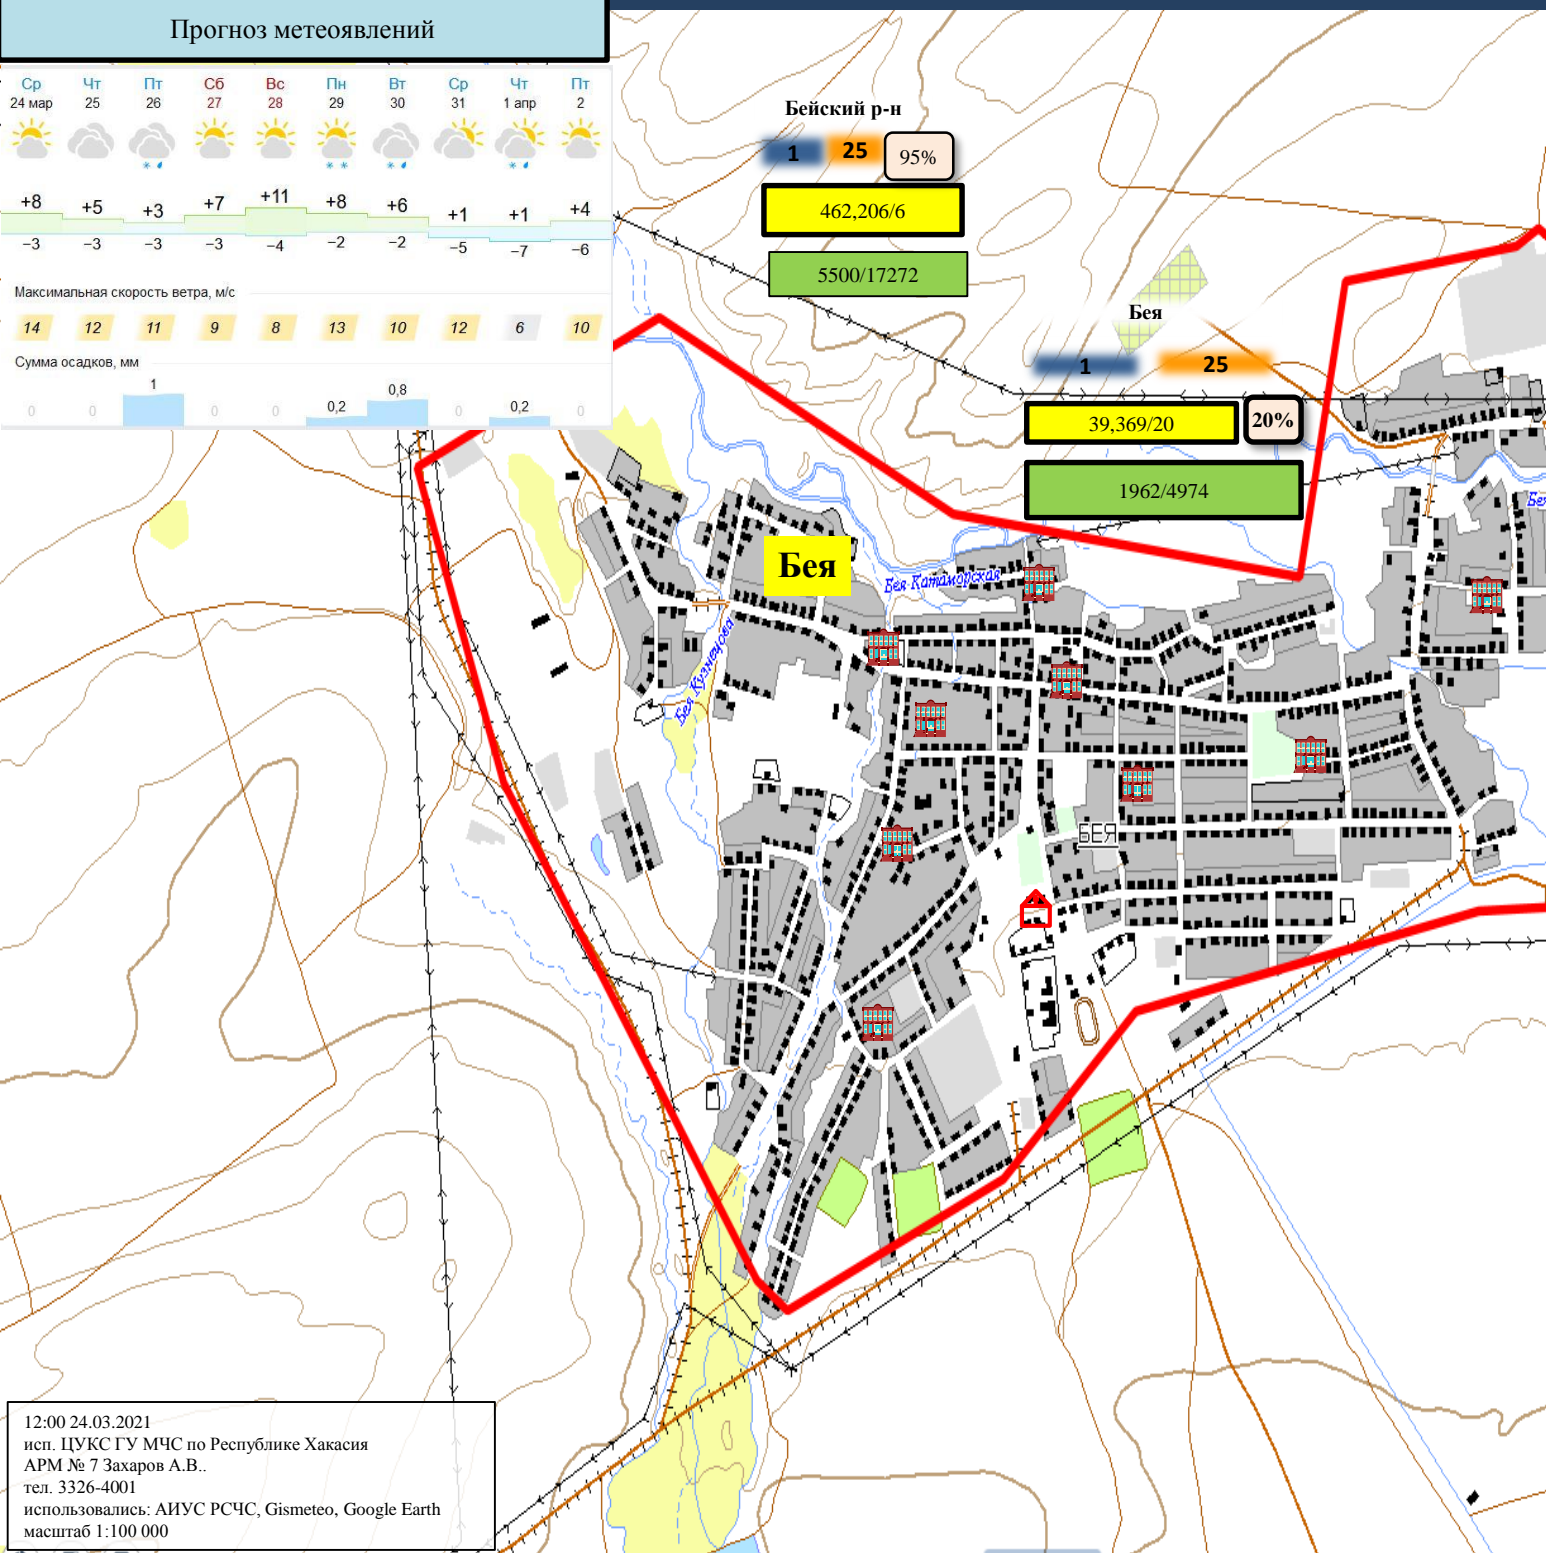 Прогноз метеоявлений
Ср Чт Пт Сб Вс Пн Вт Ср Чт Пт
24 мар 25 26 27 28 29 30 31 1 апр 2
+8 +5 +3 +7 +11 +8 +6 +1 +1 +4
−3 −3 −3 −3 −4 −2 −2 −5 −7 −6
Максимальная скорость ветра, м/с
14 12 11 9 8 13 10 12 6 10
Сумма осадков, мм
0 0 1 0 0 0,2 0,8 0 0,2 0
Бейский р-н
1 25 95%
462,206/6
5500/17272
Бея
1 25
39,369/20 20%
1962/4974
Бея
Бея Катаморская
Бея Кузнецова
БЕЯ
12:00 24.03.2021
исп. ЦУКС ГУ МЧС по Республике Хакасия
АРМ № 7 Захаров А.В..
тел. 3326-4001
использовались: АИУС РСЧС, Gismeteo, Google Earth
масштаб 1:100 000